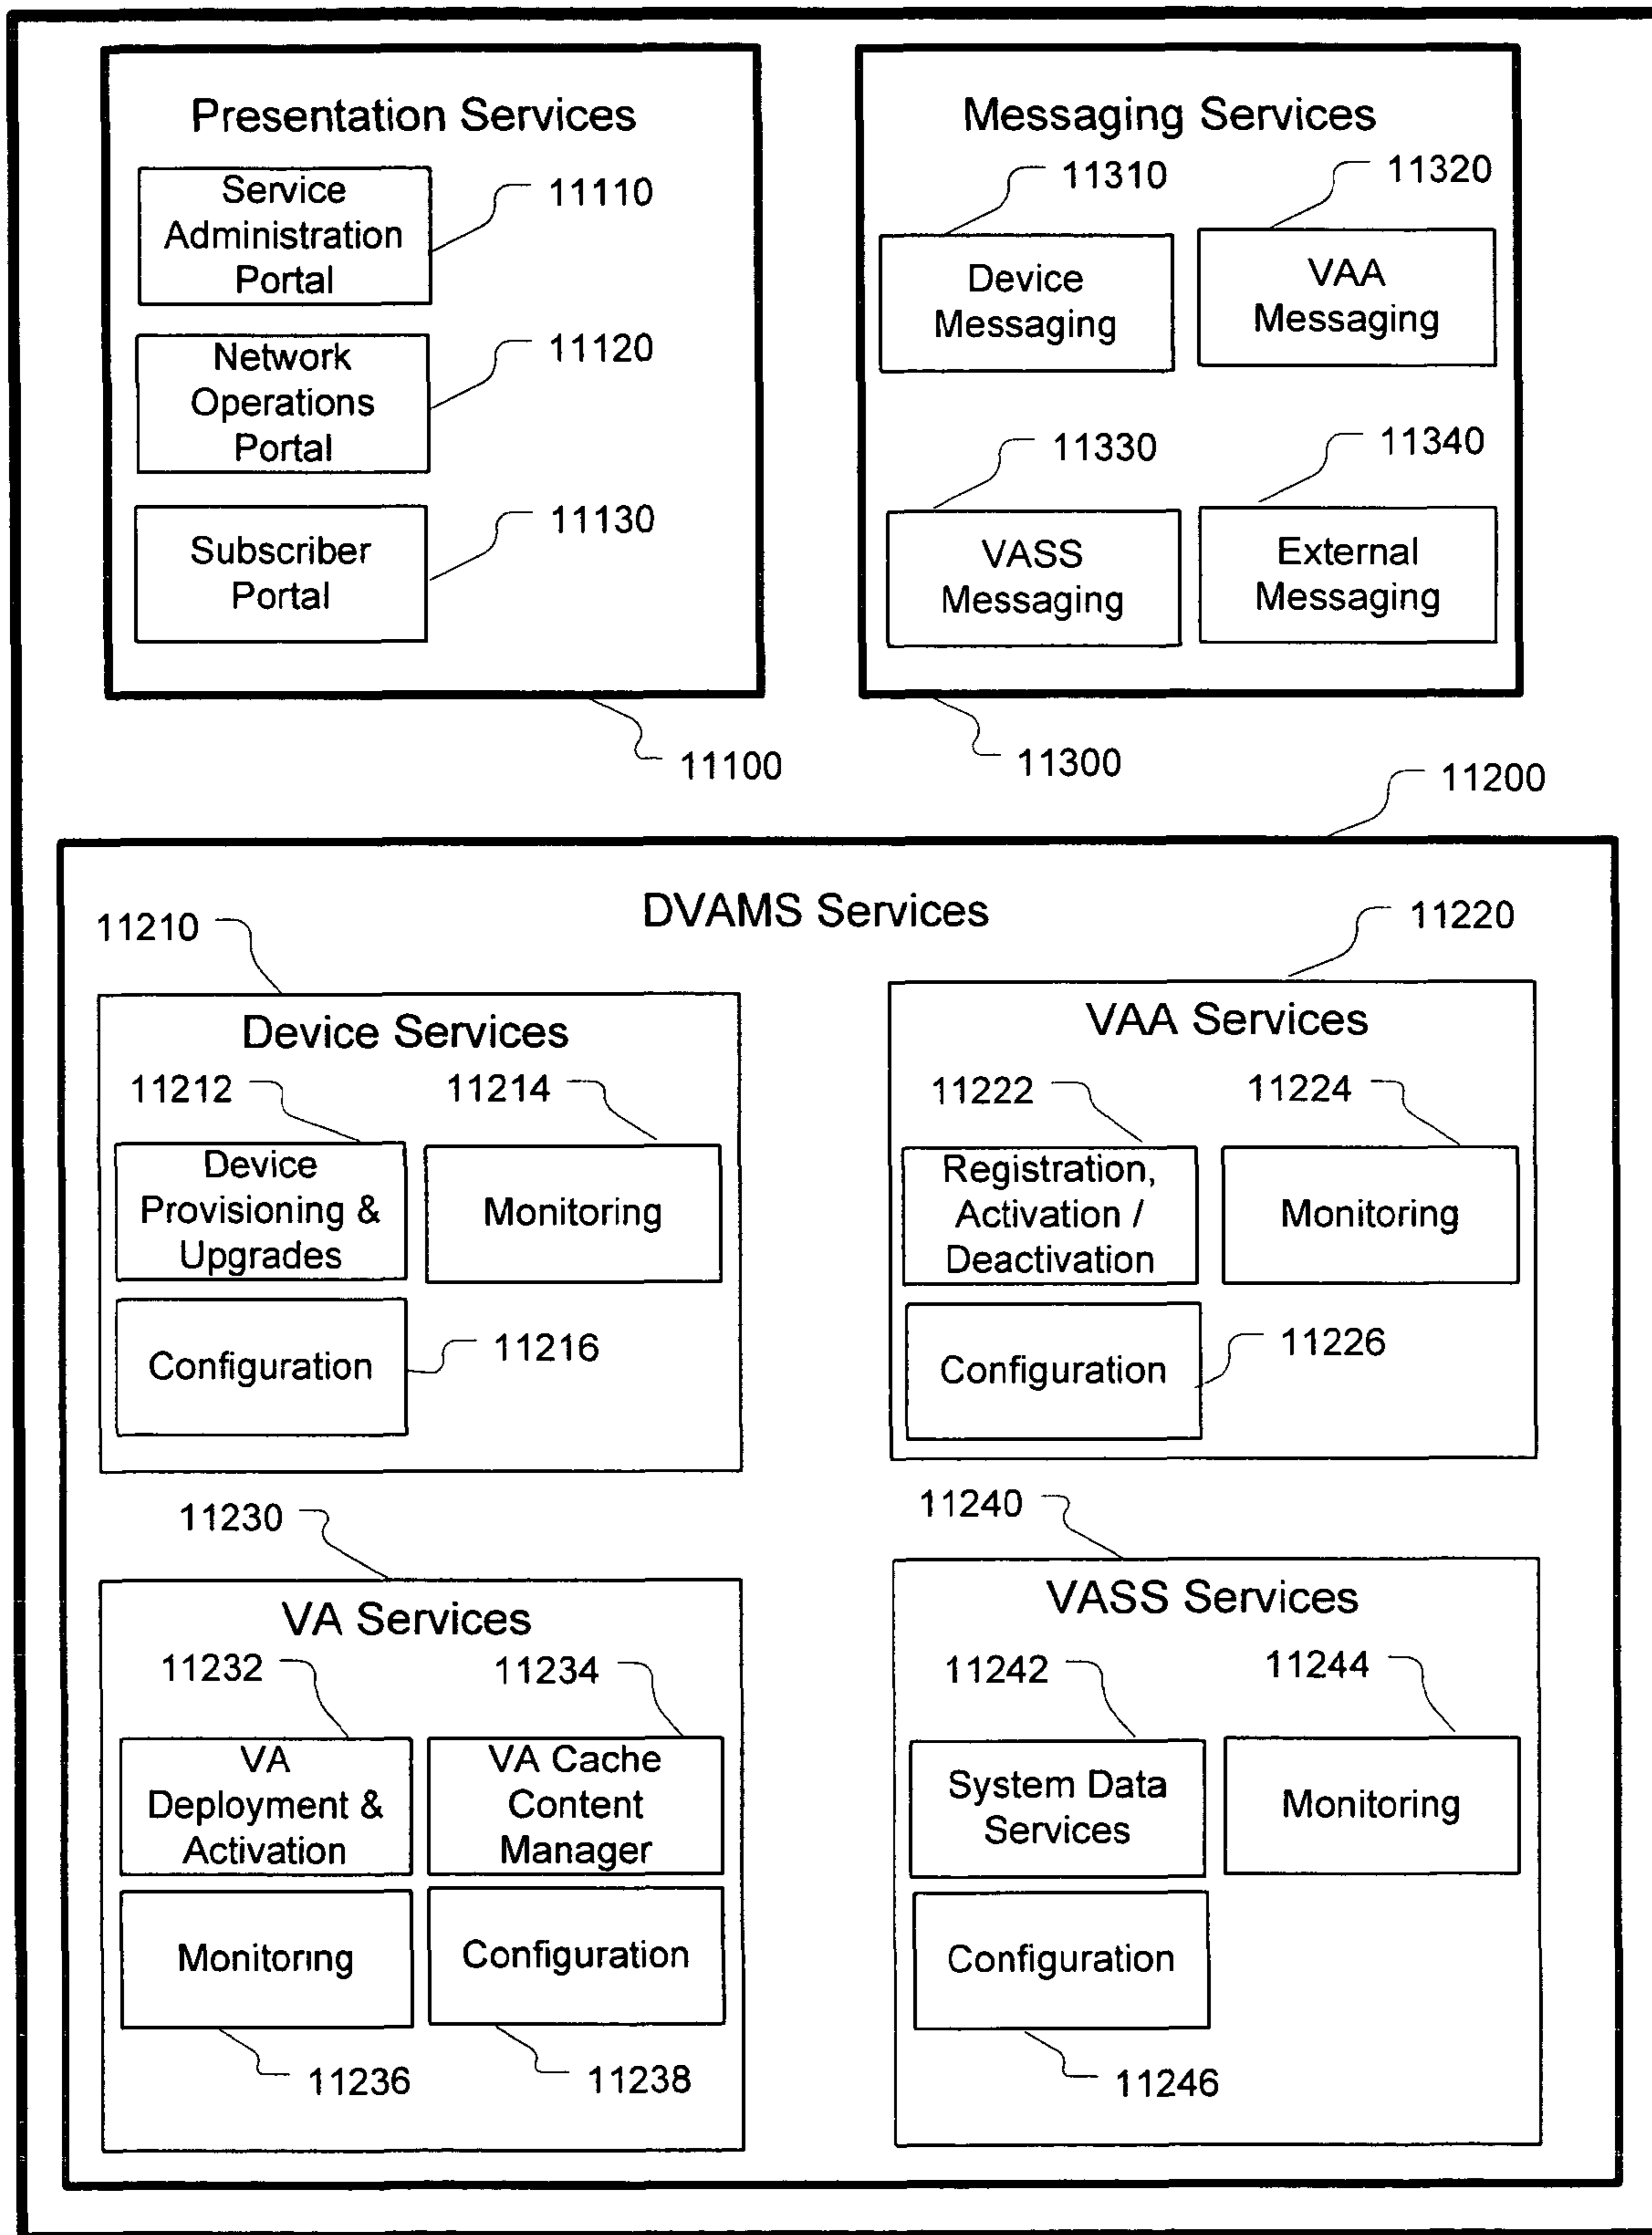 Presentation Services
Service
Administration
Portal
11110
Network
Operations
Portal
11120
Subscriber
Portal
11130
11100
Messaging Services
11310
11320
Device
Messaging
VAA
Messaging
11330
11340
VASS
Messaging
External
Messaging
11300
11200
DVAMS Services
11210
Device Services
11212
11214
Device
Provisioning &
Upgrades
Monitoring
Configuration
11216
11220
VAA Services
11222
11224
Registration,
Activation /
Deactivation
Monitoring
Configuration
11226
11230
VA Services
11232
11234
VA
Deployment &
Activation
VA Cache
Content
Manager
Monitoring
Configuration
11236
11238
11240
VASS Services
11242
11244
System Data
Services
Monitoring
Configuration
11246